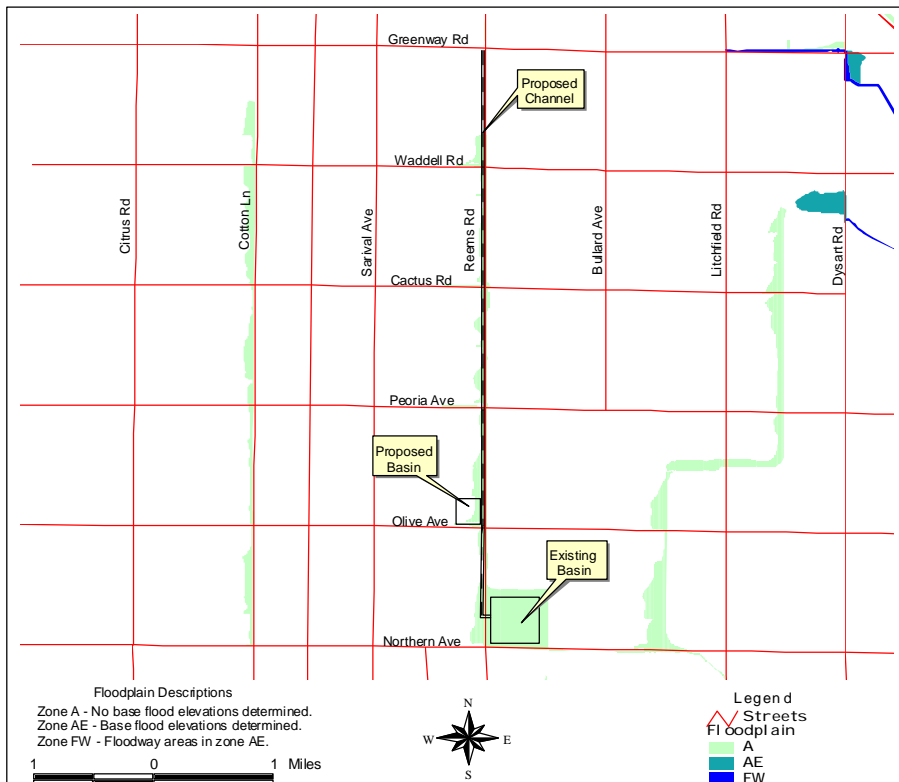 Greenway Rd
Proposed
Channel
Waddell Rd
Citrus Rd
Cotton Ln
Sarival Ave
Reems Rd
Bullard Ave
Litchfield Rd
Dysart Rd
Cactus Rd
Peoria Ave
Proposed
Basin
Olive Ave
Existing
Basin
Northern Ave
Floodplain Descriptions
Zone A - No base flood elevations determined.
Zone AE - Base flood elevations determined.
Zone FW - Floodway areas in zone AE.
1 0 1 Miles
N
W E
S
Legend
Streets
Floodplain
A
AE
FW